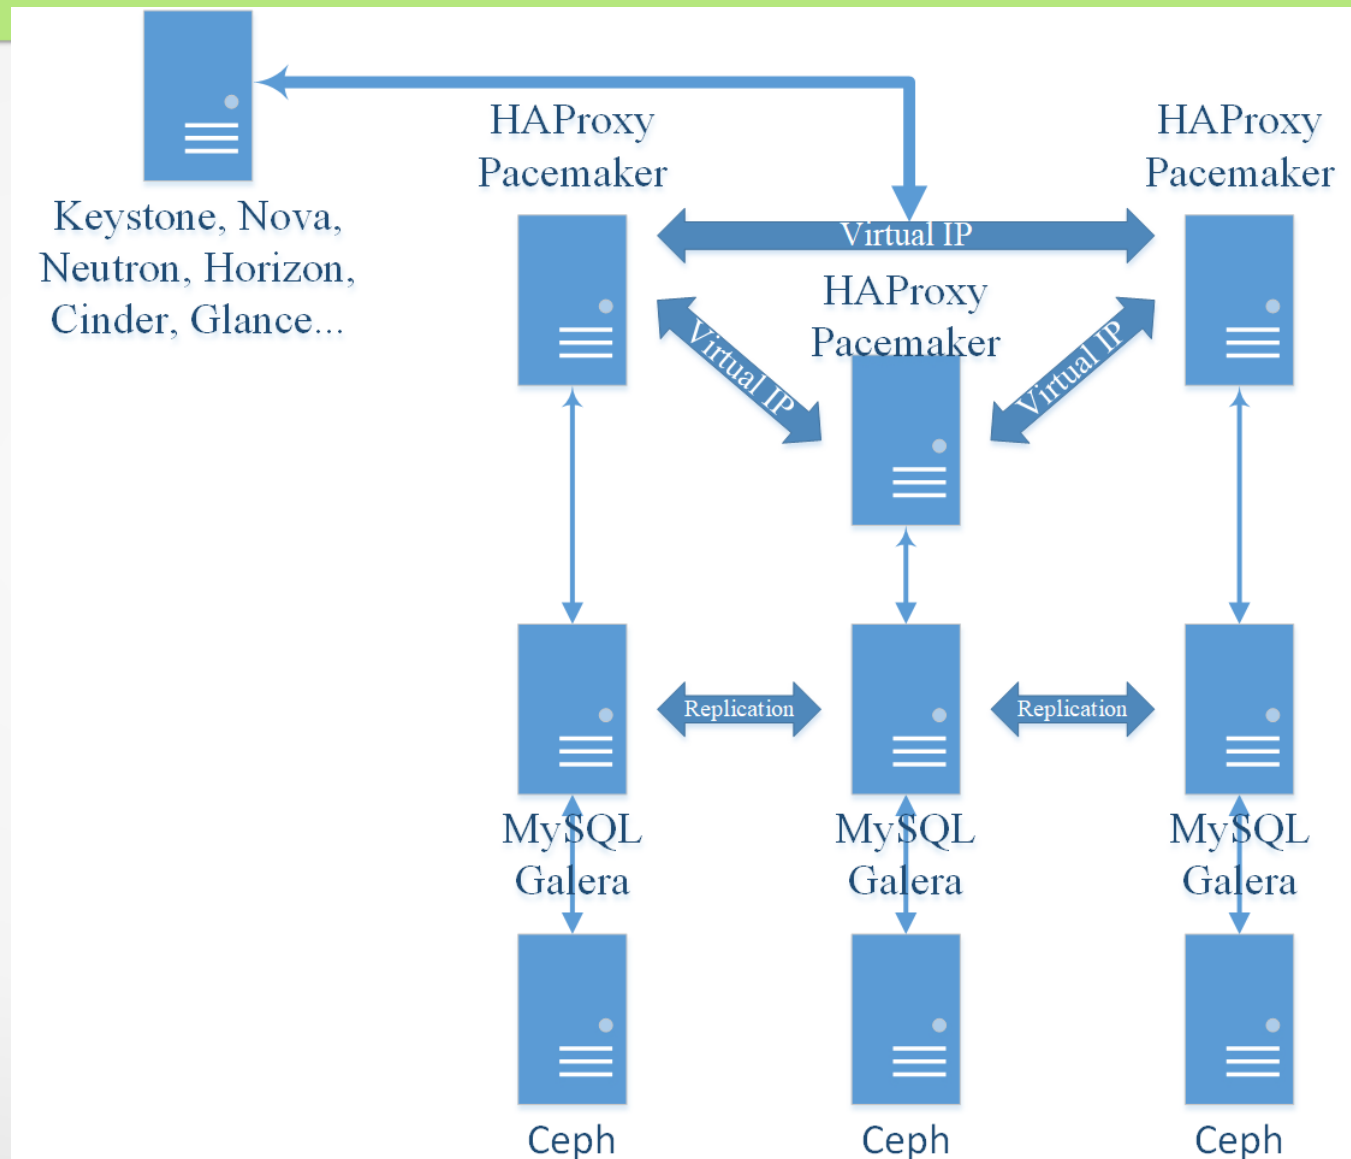 HAProxy
Pacemaker
HAProxy
Pacemaker
Keystone, Nova,
Neutron, Horizon,
Cinder, Glance...
Virtual IP
HAProxy
Pacemaker
Virtual IP
Virtual IP
Replication
Replication
MySQL
Galera
MySQL
Galera
MySQL
Galera
Ceph
Ceph
Ceph